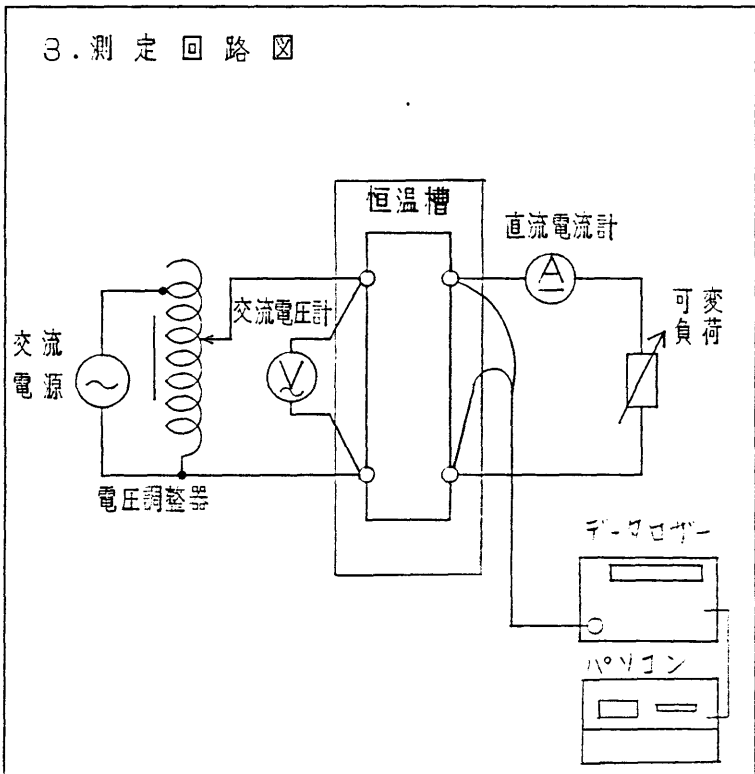 3.測定回路図
恒温槽
直流電流計
A
可変
負荷
交流電圧計
V
交流
電源
電圧調整器
データロガー
パソコン